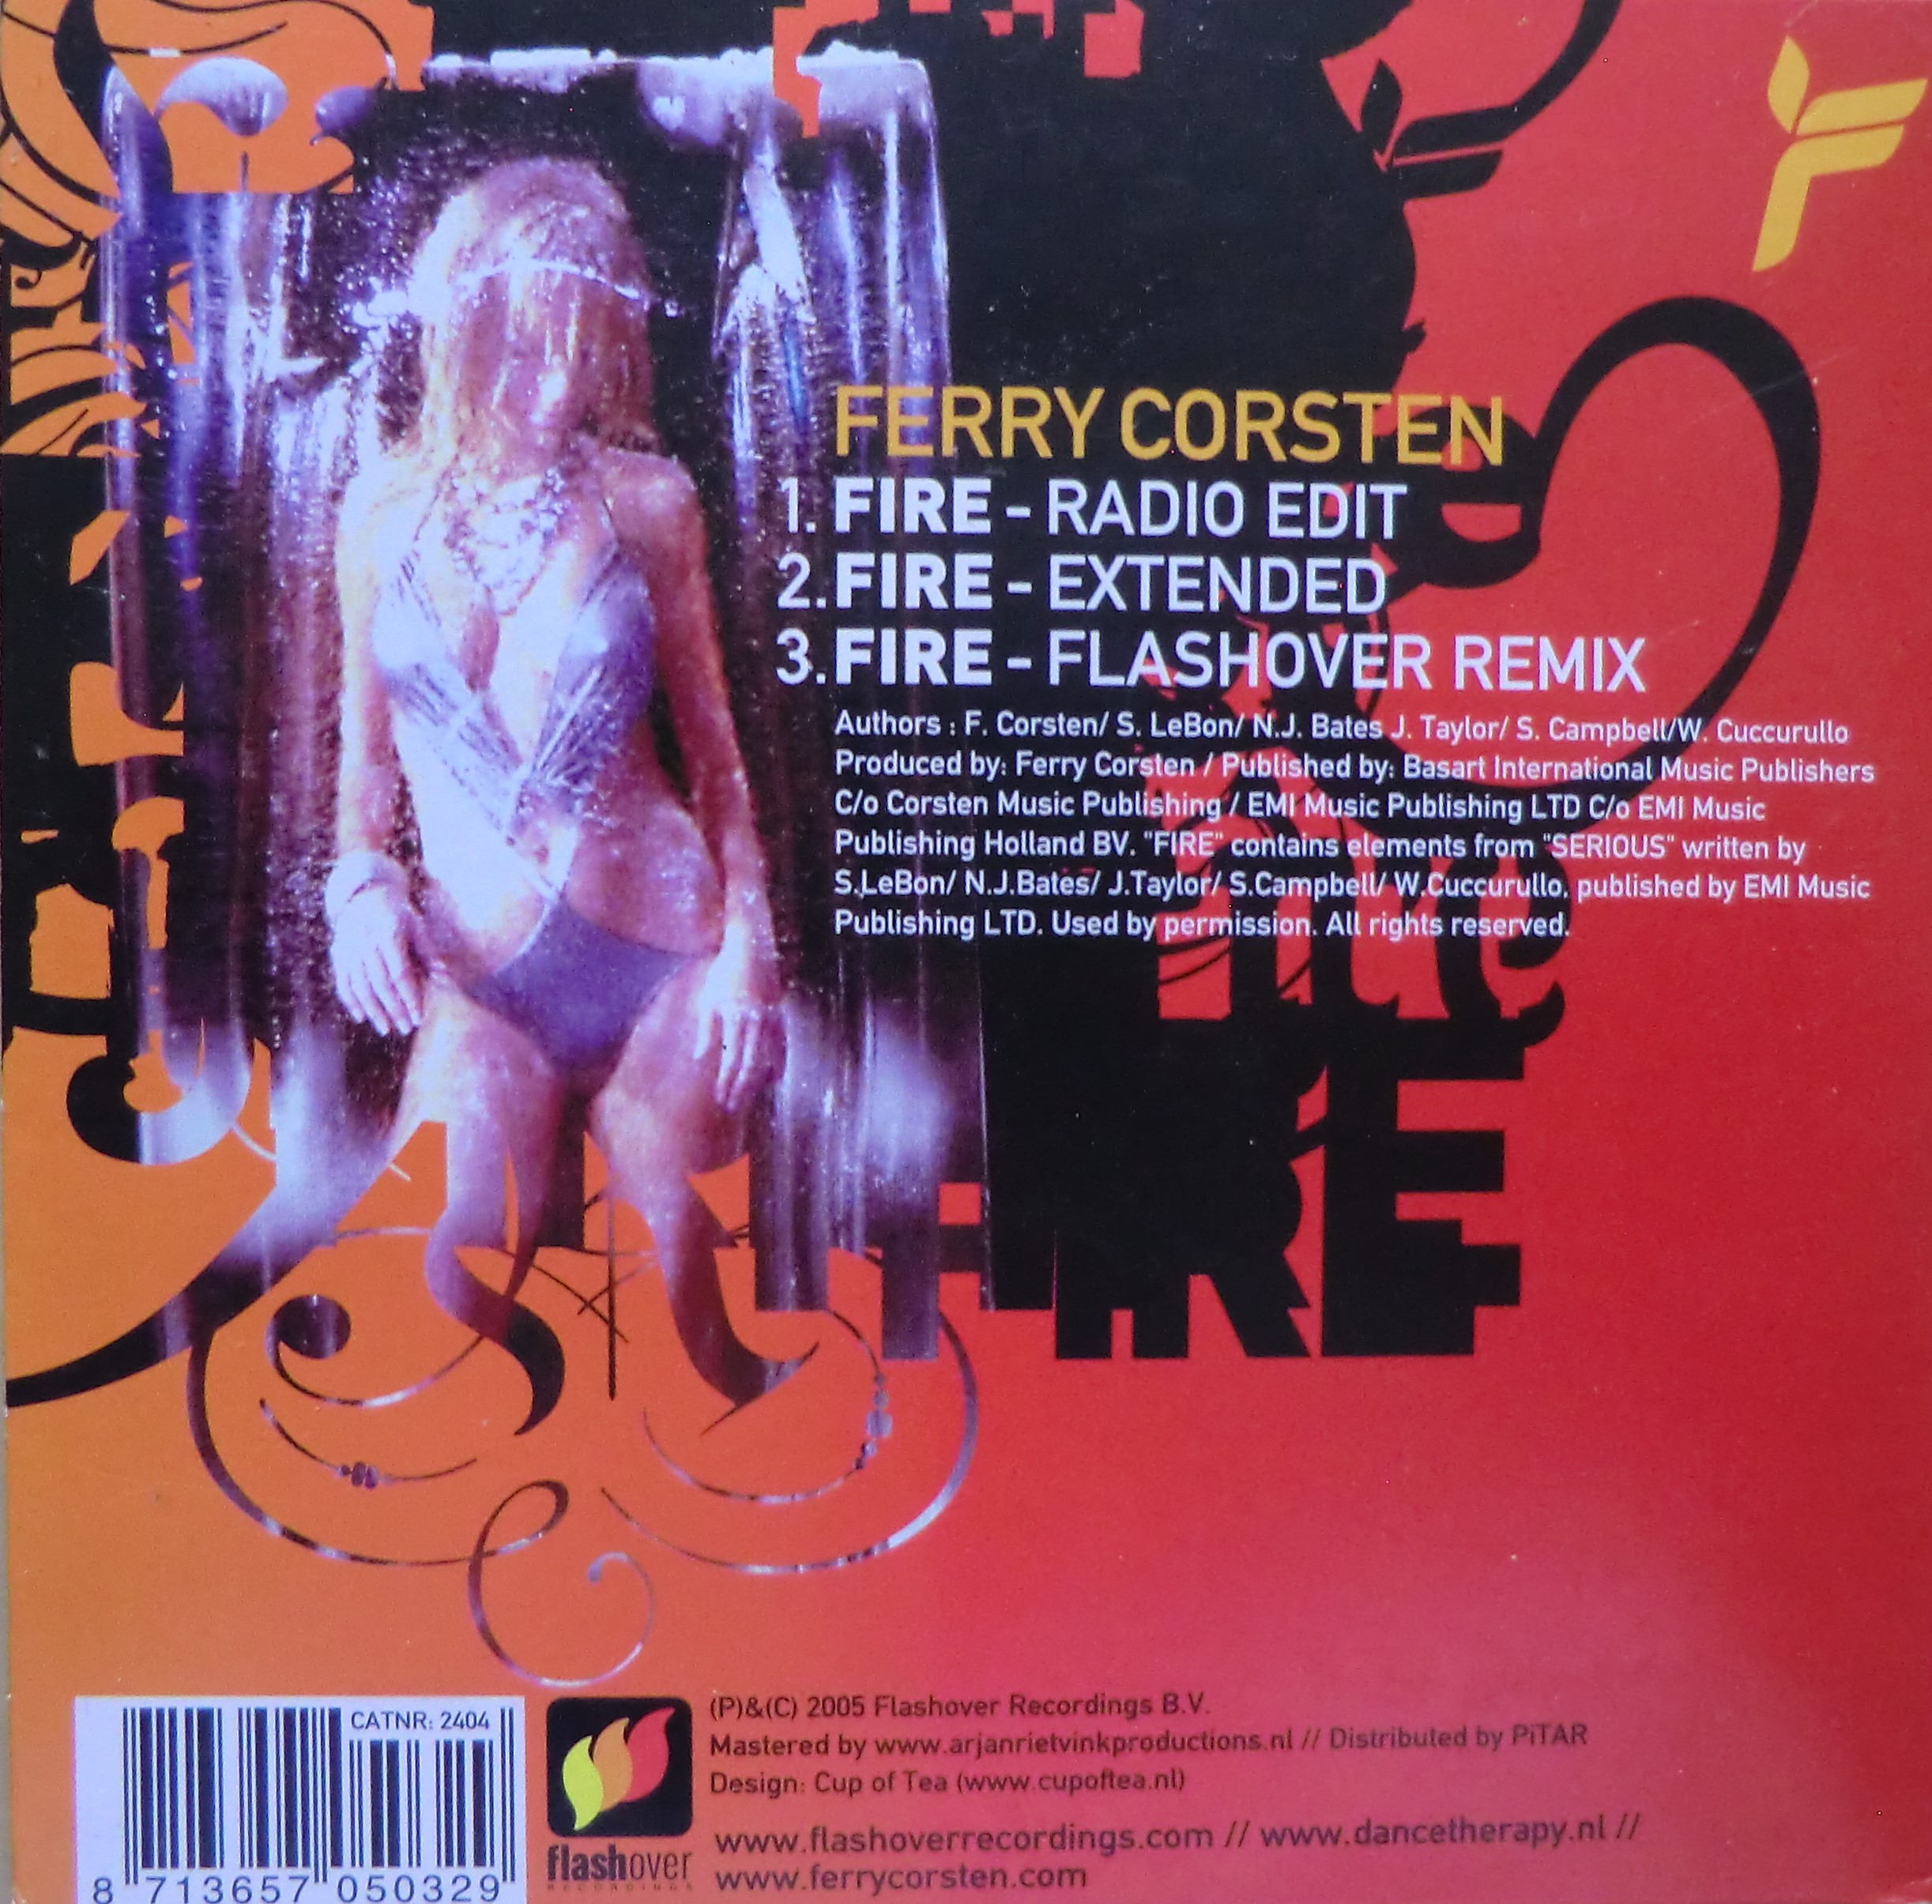 FERRY CORSTEN
1. FIRE - RADIO EDIT
2. FIRE - EXTENDED
3. FIRE - FLASHOVER REMIX
Authors : F. Corsten/ S. LeBon/ N.J. Bates J. Taylor/ S. Campbell/W. Cuccurullo
Produced by: Ferry Corsten / Published by: Basart International Music Publishers
C/o Corsten Music Publishing / EMI Music Publishing LTD C/o EMI Music
Publishing Holland BV. "FIRE" contains elements from "SERIOUS" written by
S.LeBon/ N.J.Bates/ J.Taylor/ S.Campbell/ W.Cuccurullo, published by EMI Music
Publishing LTD. Used by permission. All rights reserved.
CATNR: 2404
8 713657 050329
flashover
RECORDINGS
(P)&(C) 2005 Flashover Recordings B.V.
Mastered by www.arjanrietvinkproductions.nl // Distributed by PiTAR
Design: Cup of Tea (www.cupoftea.nl)
www.flashoverrecordings.com // www.dancetherapy.nl //
www.ferrycorsten.com